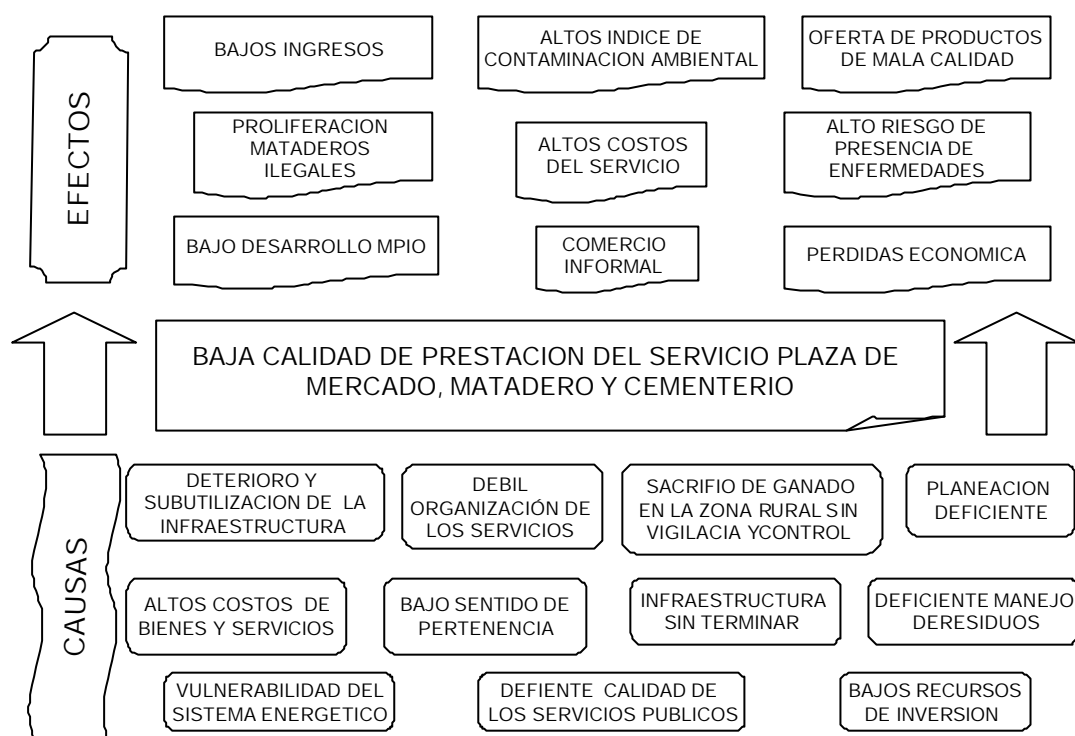 EFECTOS
BAJOS INGRESOS
ALTOS INDICE DE
CONTAMINACION AMBIENTAL
OFERTA DE PRODUCTOS
DE MALA CALIDAD
PROLIFERACION
MATADEROS
ILEGALES
ALTOS COSTOS
DEL SERVICIO
ALTO RIESGO DE
PRESENCIA DE
ENFERMEDADES
BAJO DESARROLLO MPIO
COMERCIO
INFORMAL
PERDIDAS ECONOMICA
BAJA CALIDAD DE PRESTACION DEL SERVICIO PLAZA DE
MERCADO, MATADERO Y CEMENTERIO
CAUSAS
DETERIORO Y
SUBUTILIZACION DE LA
INFRAESTRUCTURA
DEBIL
ORGANIZACIÓN DE
LOS SERVICIOS
SACRIFIO DE GANADO
EN LA ZONA RURAL SIN
VIGILACIA YCONTROL
PLANEACION
DEFICIENTE
ALTOS COSTOS DE
BIENES Y SERVICIOS
BAJO SENTIDO DE
PERTENENCIA
INFRAESTRUCTURA
SIN TERMINAR
DEFICIENTE MANEJO
DERESIDUOS
VULNERABILIDAD DEL
SISTEMA ENERGETICO
DEFIENTE CALIDAD DE
LOS SERVICIOS PUBLICOS
BAJOS RECURSOS
DE INVERSION